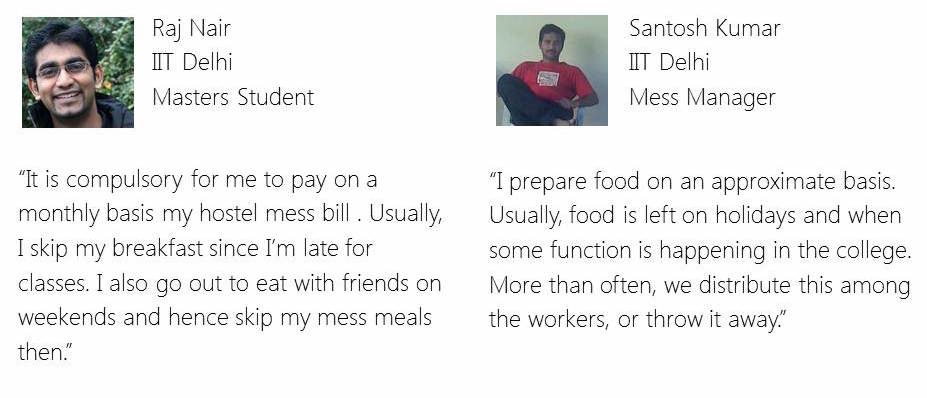 Raj Nair
IIT Delhi
Masters Student
“It is compulsory for me to pay on a
monthly basis my hostel mess bill . Usually,
I skip my breakfast since I’m late for
classes. I also go out to eat with friends on
weekends and hence skip my mess meals
then.”
Santosh Kumar
IIT Delhi
Mess Manager
“I prepare food on an approximate basis.
Usually, food is left on holidays and when
some function is happening in the college.
More than often, we distribute this among
the workers, or throw it away.”